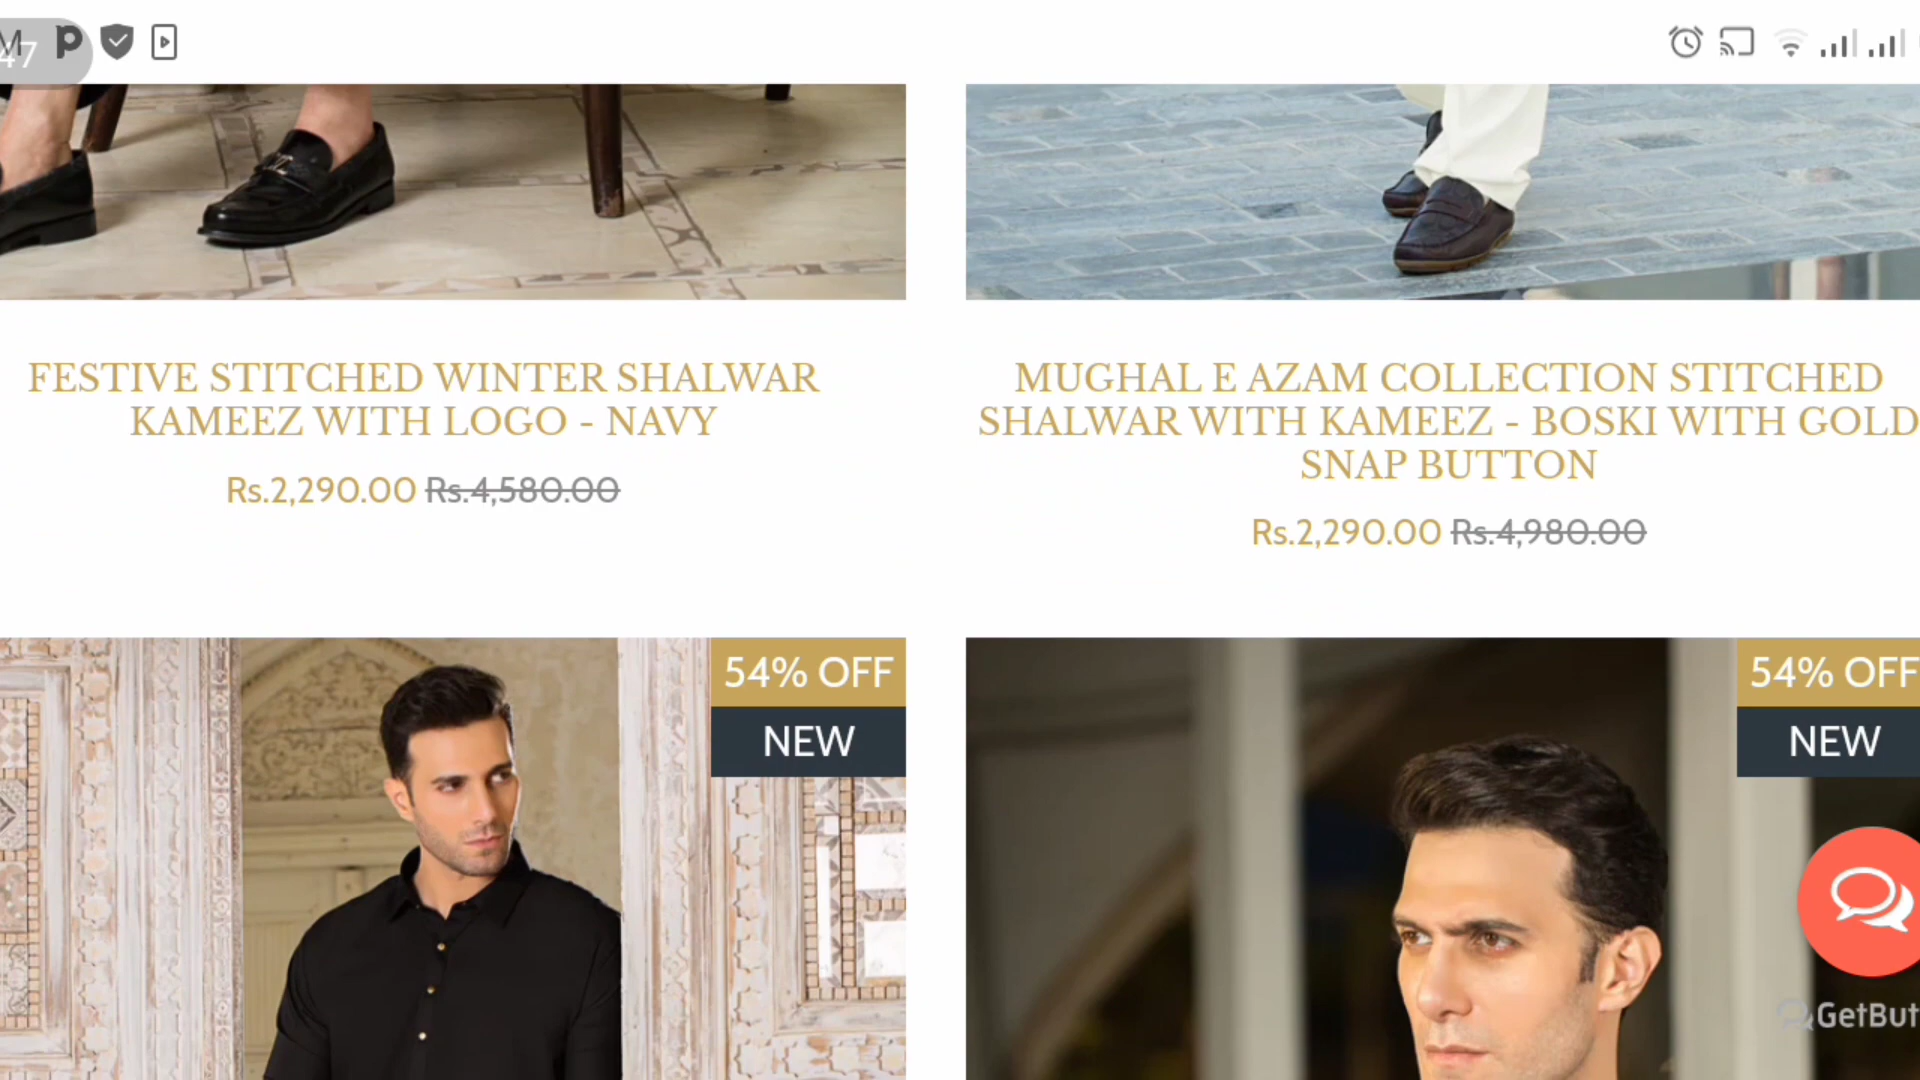 47
FESTIVE STITCHED WINTER SHALWAR
KAMEEZ WITH LOGO - NAVY
Rs.2,290.00 Rs.4,580.00
MUGHAL E AZAM COLLECTION STITCHED
SHALWAR WITH KAMEEZ - BOSKI WITH GOLD
SNAP BUTTON
Rs.2,290.00 Rs.4,980.00
54% OFF
NEW
54% OFF
NEW
GetBut